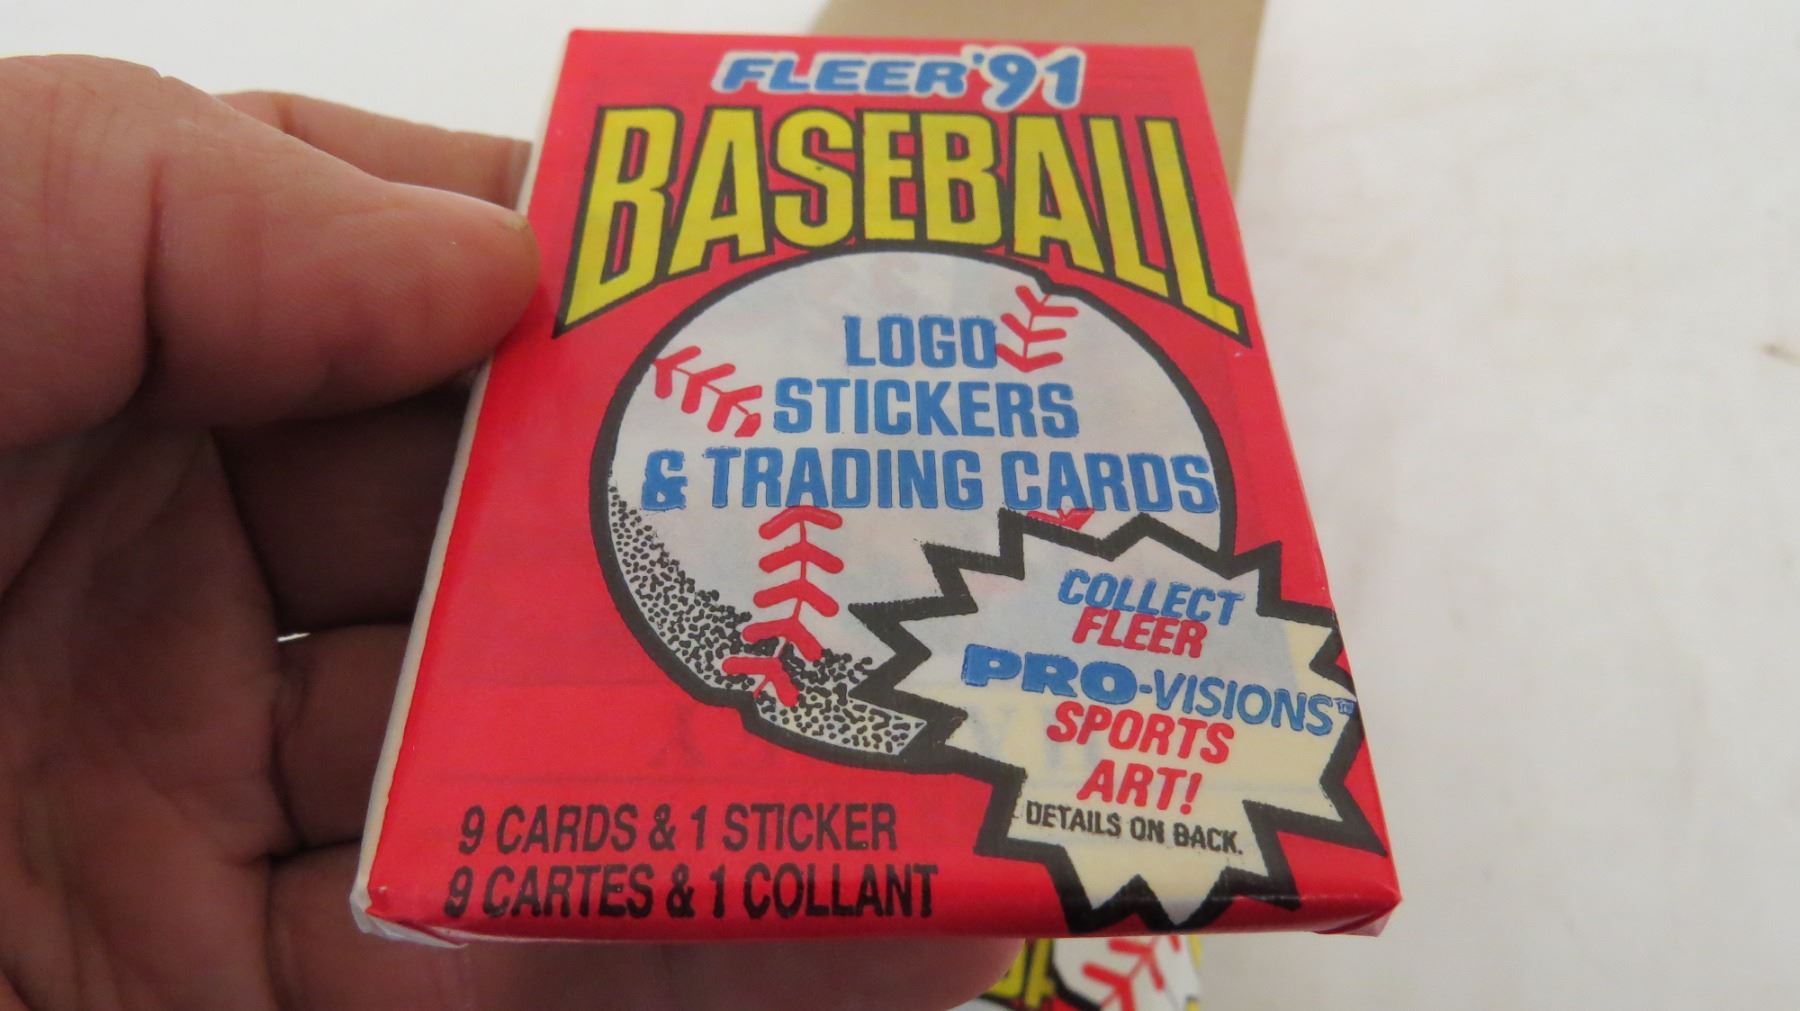 FLEER '91
BASEBALL
LOGO
STICKERS
& TRADING CARDS
COLLECT
FLEER
PRO-VISIONS™
SPORTS
ART!
DETAILS ON BACK.
9 CARDS & 1 STICKER
9 CARTES & 1 COLLANT